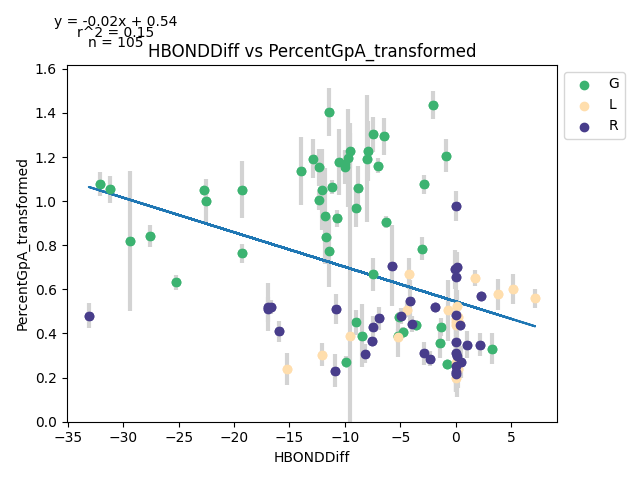 y = -0.02x + 0.54
r^2 = 0.15
n = 105
HBONDDiff vs PercentGpA_transformed
1.6
1.4
1.2
1.0
0.8
0.6
0.4
0.2
0.0
PercentGpA_transformed
−35 −30 −25 −20 −15 −10 −5 0 5
HBONDDiff
G
L
R